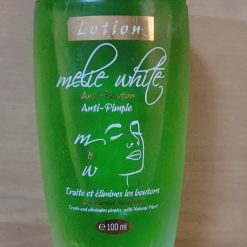 Lotion
melie white
Anti-Bouton
Anti-Pimple
m
&
w
Traite et élimines les boutons
Treats and eliminates pimples, with Natural Plant
e 100 ml